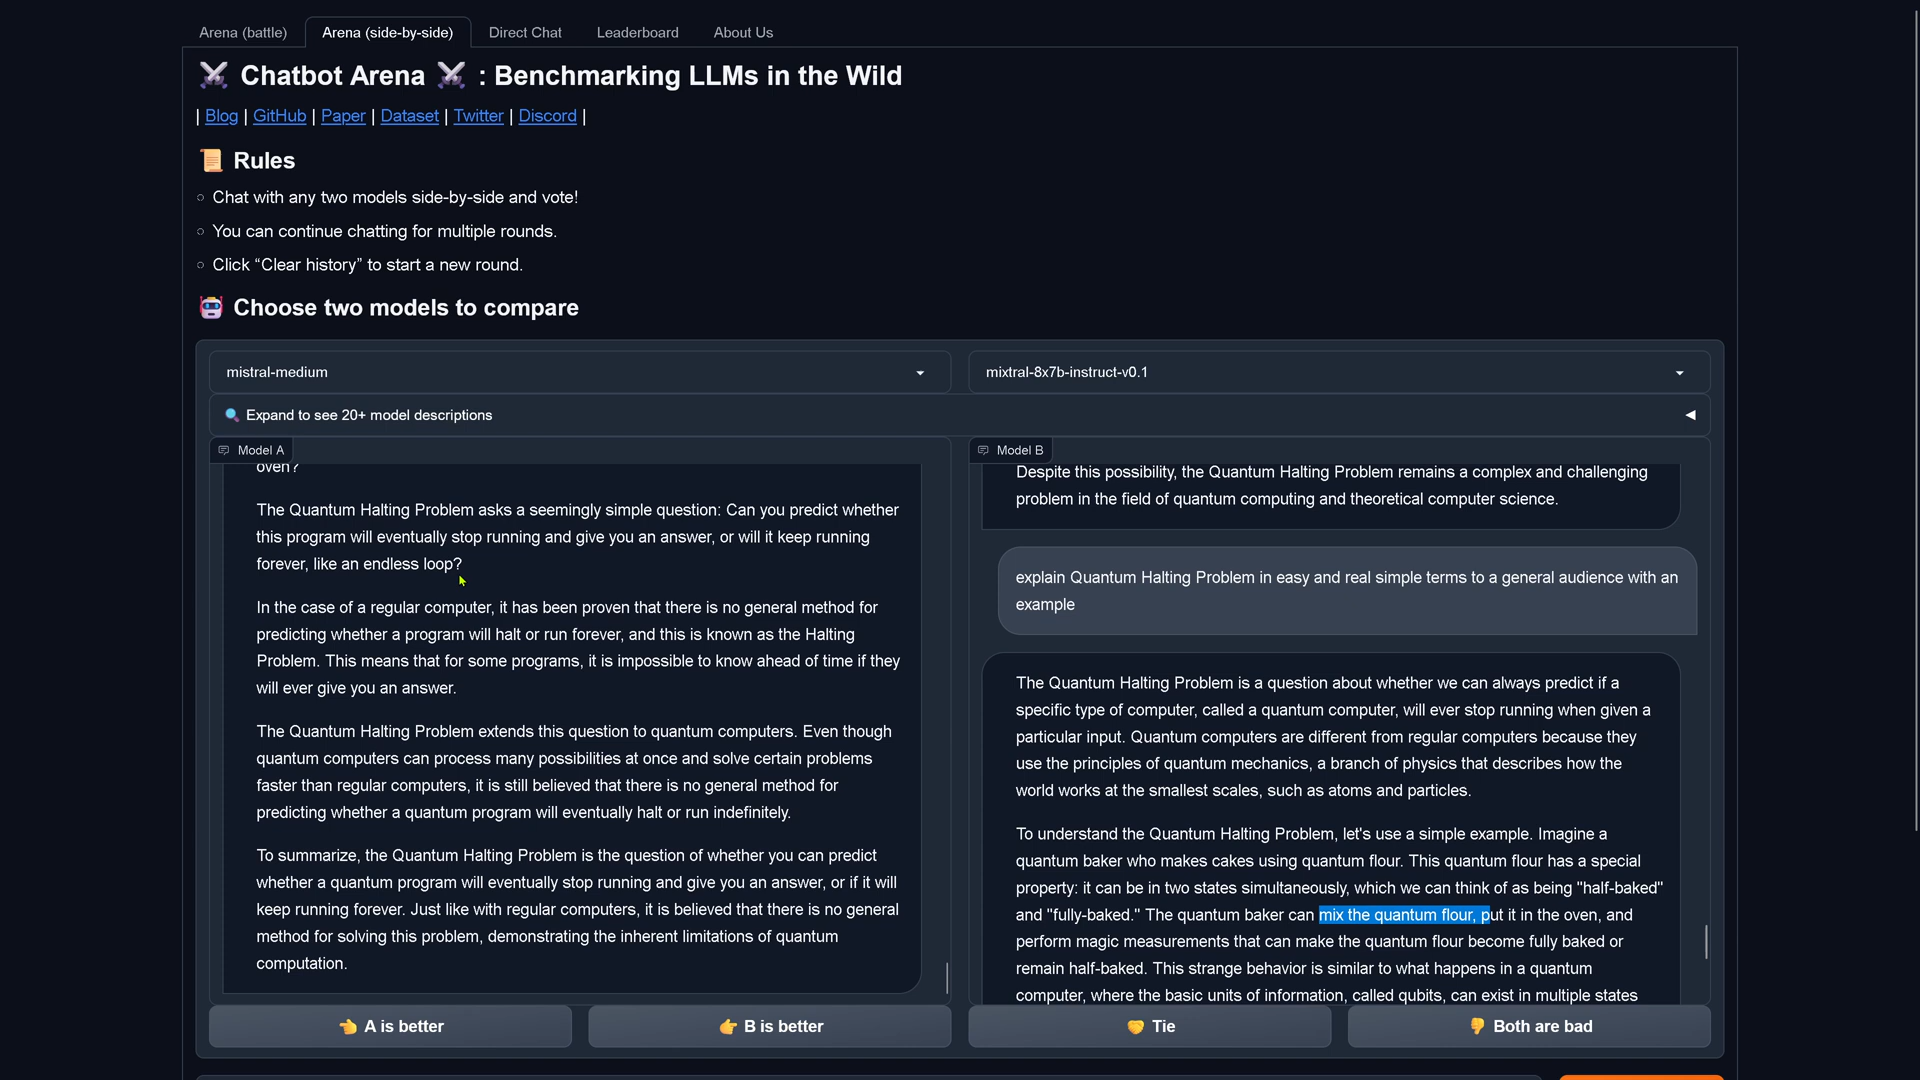 Arena (battle)
Arena (side-by-side)
Direct Chat
Leaderboard
About Us
Chatbot Arena : Benchmarking LLMs in the Wild
| Blog | GitHub | Paper | Dataset | Twitter | Discord |
Rules
Chat with any two models side-by-side and vote!
You can continue chatting for multiple rounds.
Click “Clear history” to start a new round.
Choose two models to compare
mistral-medium
mixtral-8x7b-instruct-v0.1
Expand to see 20+ model descriptions
Model A
oven?
The Quantum Halting Problem asks a seemingly simple question: Can you predict whether
this program will eventually stop running and give you an answer, or will it keep running
forever, like an endless loop?
In the case of a regular computer, it has been proven that there is no general method for
predicting whether a program will halt or run forever, and this is known as the Halting
Problem. This means that for some programs, it is impossible to know ahead of time if they
will ever give you an answer.
The Quantum Halting Problem extends this question to quantum computers. Even though
quantum computers can process many possibilities at once and solve certain problems
faster than regular computers, it is still believed that there is no general method for
predicting whether a quantum program will eventually halt or run indefinitely.
To summarize, the Quantum Halting Problem is the question of whether you can predict
whether a quantum program will eventually stop running and give you an answer, or if it will
keep running forever. Just like with regular computers, it is believed that there is no general
method for solving this problem, demonstrating the inherent limitations of quantum
computation.
Model B
Despite this possibility, the Quantum Halting Problem remains a complex and challenging
problem in the field of quantum computing and theoretical computer science.
explain Quantum Halting Problem in easy and real simple terms to a general audience with an
example
The Quantum Halting Problem is a question about whether we can always predict if a
specific type of computer, called a quantum computer, will ever stop running when given a
particular input. Quantum computers are different from regular computers because they
use the principles of quantum mechanics, a branch of physics that describes how the
world works at the smallest scales, such as atoms and particles.
To understand the Quantum Halting Problem, let's use a simple example. Imagine a
quantum baker who makes cakes using quantum flour. This quantum flour has a special
property: it can be in two states simultaneously, which we can think of as being "half-baked"
and "fully-baked." The quantum baker can mix the quantum flour, put it in the oven, and
perform magic measurements that can make the quantum flour become fully baked or
remain half-baked. This strange behavior is similar to what happens in a quantum
computer, where the basic units of information, called qubits, can exist in multiple states
A is better
B is better
Tie
Both are bad